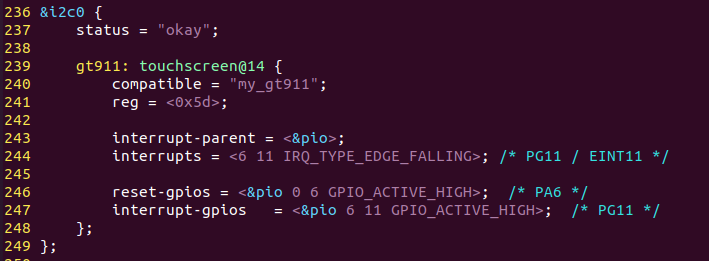 236 &i2c0 {
237     status = "okay";
238
239     gt911: touchscreen@14 {
240         compatible = "my_gt911";
241         reg = <0x5d>;
242
243         interrupt-parent = <&pio>;
244         interrupts = <6 11 IRQ_TYPE_EDGE_FALLING>; /* PG11 / EINT11 */
245
246         reset-gpios = <&pio 0 6 GPIO_ACTIVE_HIGH>;  /* PA6 */
247         interrupt-gpios   = <&pio 6 11 GPIO_ACTIVE_HIGH>;  /* PG11 */
248     };
249 };